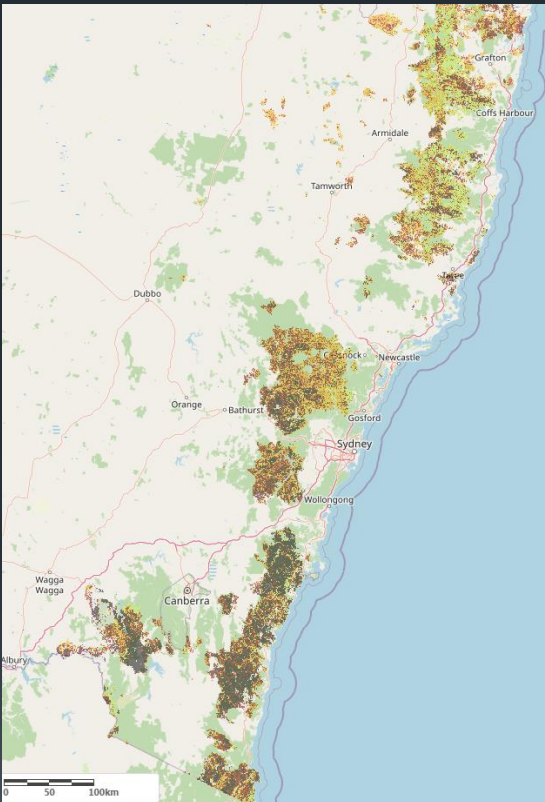 Grafton
Coffs Harbour
Armidale
Tamworth
Taree
Dubbo
Cessnock
Newcastle
Orange
Bathurst
Gosford
Sydney
Wollongong
Wagga
Wagga
Canberra
Albury
0 50 100km